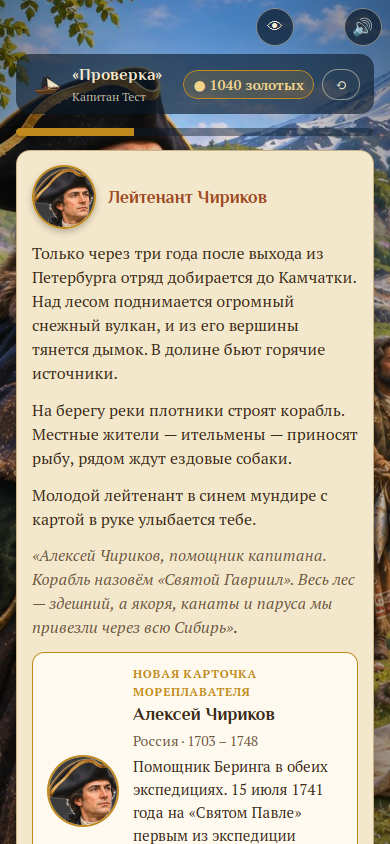 «Проверка»
Капитан Тест
1040 золотых
Лейтенант Чириков
Только через три года после выхода из
Петербурга отряд добирается до Камчатки.
Над лесом поднимается огромный
снежный вулкан, и из его вершины
тянется дымок. В долине бьют горячие
источники.
На берегу реки плотники строят корабль.
Местные жители — ительмены — приносят
рыбу, рядом ждут ездовые собаки.
Молодой лейтенант в синем мундире с
картой в руке улыбается тебе.
«Алексей Чириков, помощник капитана.
Корабль назовём «Святой Гавриил». Весь лес
— здешний, а якоря, канаты и паруса мы
привезли через всю Сибирь».
НОВАЯ КАРТОЧКА
МОРЕПЛАВАТЕЛЯ
Алексей Чириков
Россия · 1703 – 1748
Помощник Беринга в обеих
экспедициях. 15 июля 1741
года на «Святом Павле»
первым из экспедиции